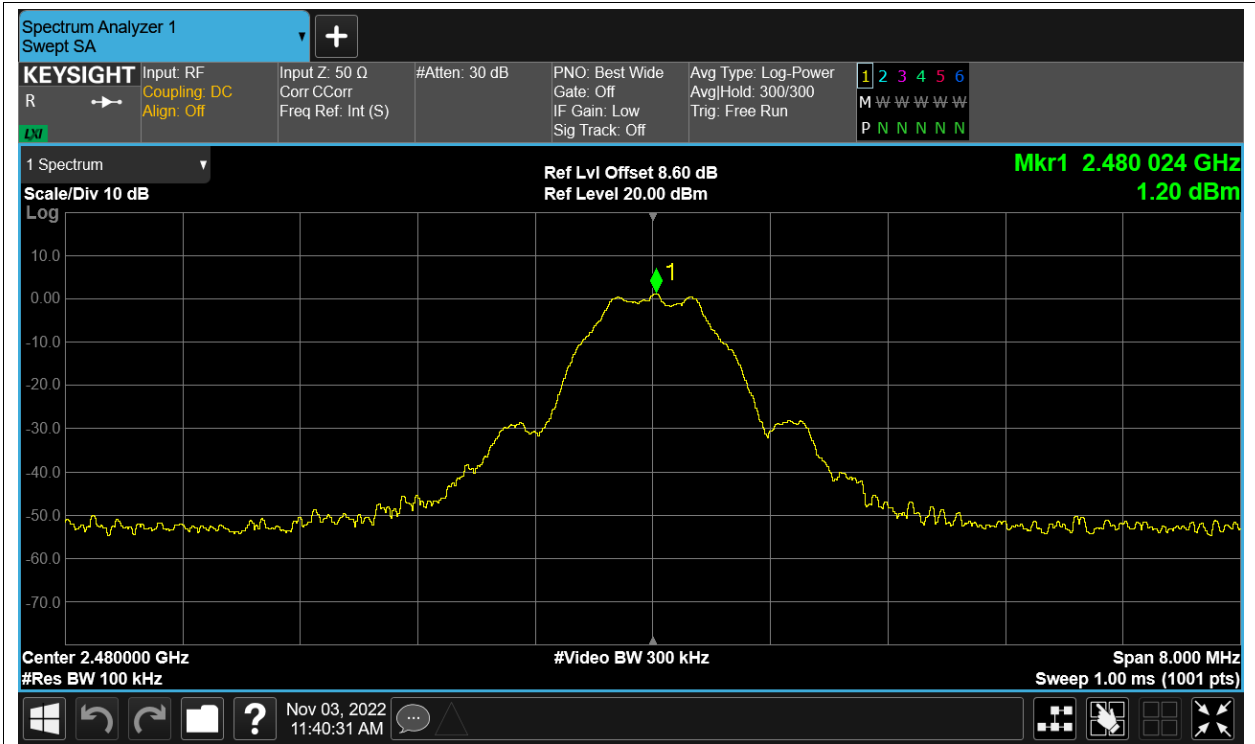 Spectrum Analyzer 1
Swept SA
KEYSIGHT
R
LXI
Input: RF
Coupling: DC
Align: Off
Input Z: 50 Ω
Corr CCorr
Freq Ref: Int (S)
#Atten: 30 dB
PNO: Best Wide
Gate: Off
IF Gain: Low
Sig Track: Off
Avg Type: Log-Power
Avg|Hold: 300/300
Trig: Free Run
1 2 3 4 5 6
M W W W W W
P N N N N N
1 Spectrum
Scale/Div 10 dB
Log
Ref Lvl Offset 8.60 dB
Ref Level 20.00 dBm
Mkr1 2.480 024 GHz
1.20 dBm
1
10.0
0.00
-10.0
-20.0
-30.0
-40.0
-50.0
-60.0
-70.0
Center 2.480000 GHz
#Video BW 300 kHz
Span 8.000 MHz
#Res BW 100 kHz
Sweep 1.00 ms (1001 pts)
?
Nov 03, 2022
11:40:31 AM